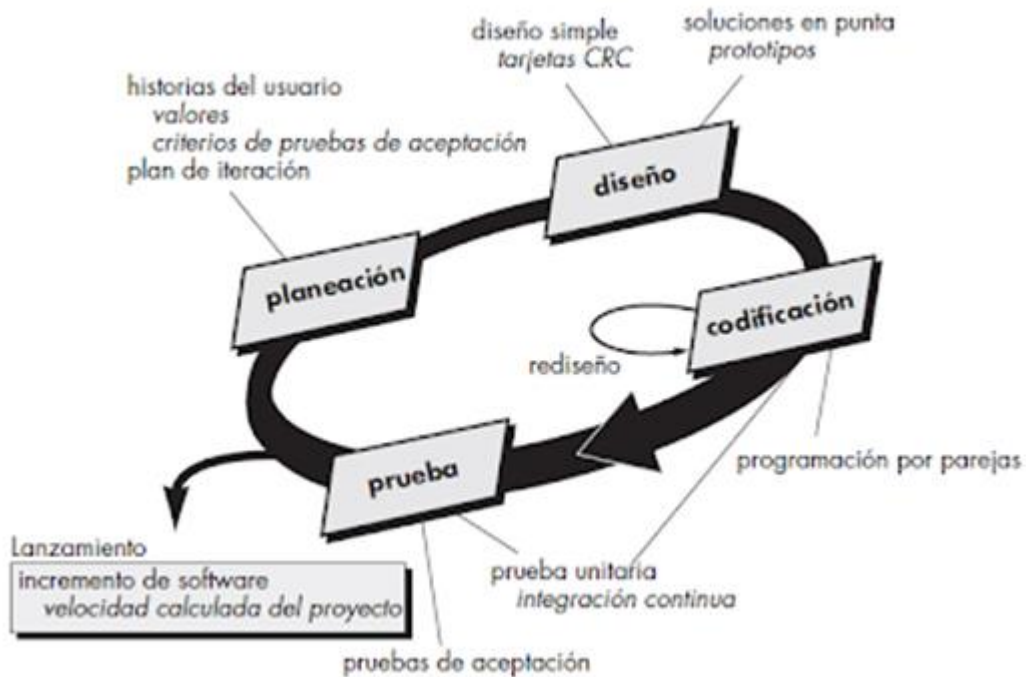 diseño simple
tarjetas CRC
soluciones en punta
prototipos
historias del usuario
valores
criterios de pruebas de aceptación
plan de iteración
diseño
planeación
codificación
rediseño
programación por parejas
prueba
prueba unitaria
integración continua
pruebas de aceptación
Lanzamiento
incremento de software
velocidad calculada del proyecto